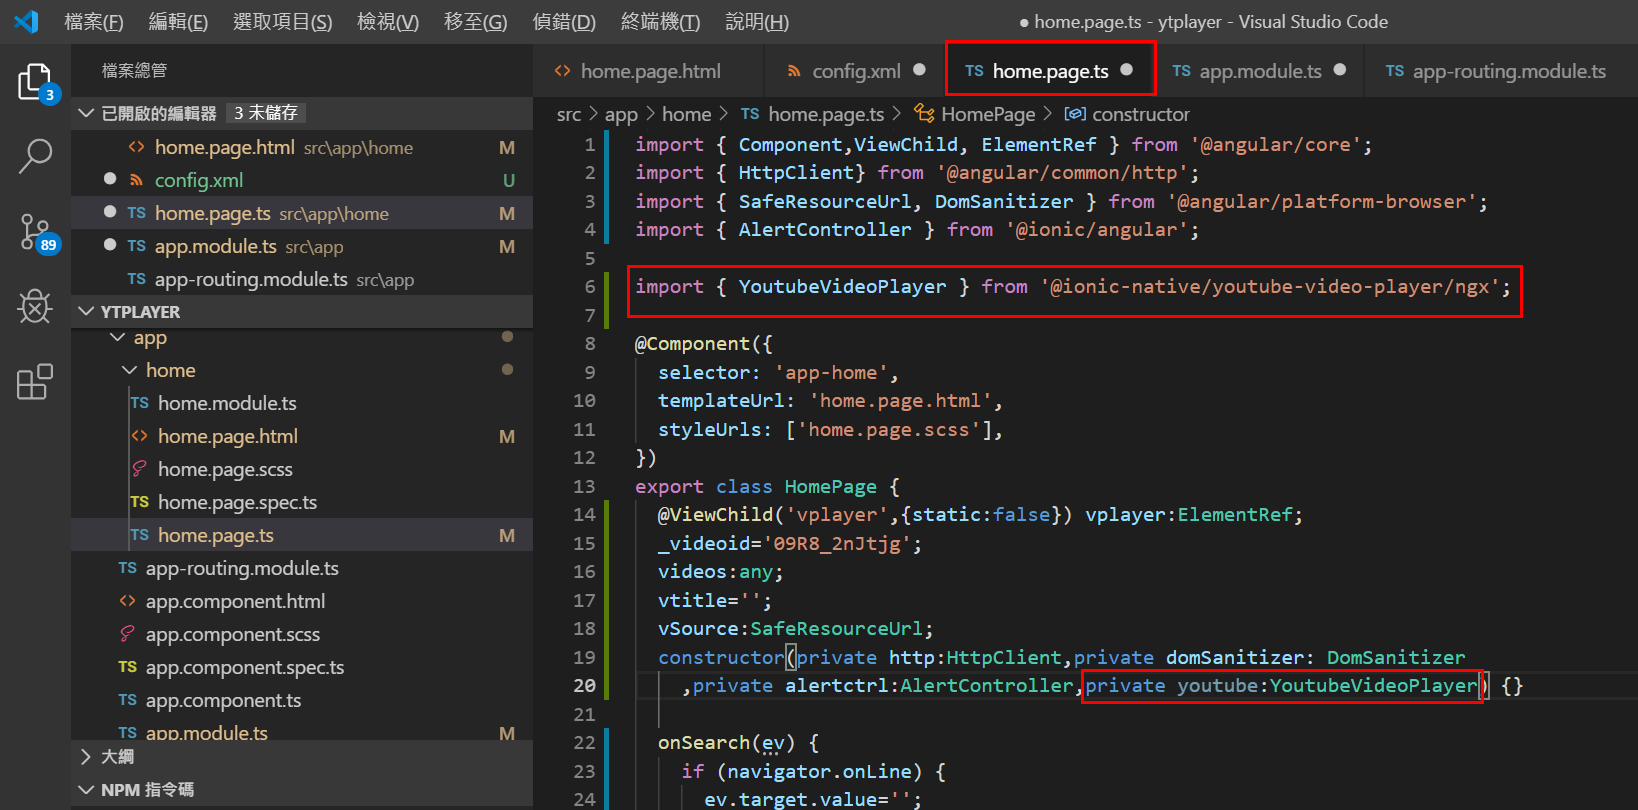 檔案(F) 編輯(E) 選取項目(S) 檢視(V) 移至(G) 偵錯(D) 終端機(T) 說明(H) ● home.page.ts - ytplayer - Visual Studio Code
檔案總管
<> home.page.html config.xml ● TS home.page.ts ● TS app.module.ts ● TS app-routing.module.ts
3
89
已開啟的編輯器 3 未儲存
<> home.page.html src\app\home M
● config.xml U
● TS home.page.ts src\app\home M
● TS app.module.ts src\app M
TS app-routing.module.ts src\app
YTPLAYER
app
home
TS home.module.ts
<> home.page.html M
home.page.scss
TS home.page.spec.ts
TS home.page.ts M
TS app-routing.module.ts
<> app.component.html
app.component.scss
TS app.component.spec.ts
TS app.component.ts
TS app.module.ts M
大綱
NPM 指令碼
src > app > home > TS home.page.ts > HomePage > constructor
1 import { Component,ViewChild, ElementRef } from '@angular/core';
2 import { HttpClient} from '@angular/common/http';
3 import { SafeResourceUrl, DomSanitizer } from '@angular/platform-browser';
4 import { AlertController } from '@ionic/angular';
5
6 import { YoutubeVideoPlayer } from '@ionic-native/youtube-video-player/ngx';
7
8 @Component({
9 selector: 'app-home',
10 templateUrl: 'home.page.html',
11 styleUrls: ['home.page.scss'],
12 })
13 export class HomePage {
14 @ViewChild('vplayer',{static:false}) vplayer:ElementRef;
15 _videoid='09R8_2nJtjg';
16 videos:any;
17 vtitle='';
18 vSource:SafeResourceUrl;
19 constructor(private http:HttpClient,private domSanitizer: DomSanitizer
20 ,private alertctrl:AlertController,private youtube:YoutubeVideoPlayer) {}
21
22 onSearch(ev) {
23 if (navigator.onLine) {
24 ev.target.value='';